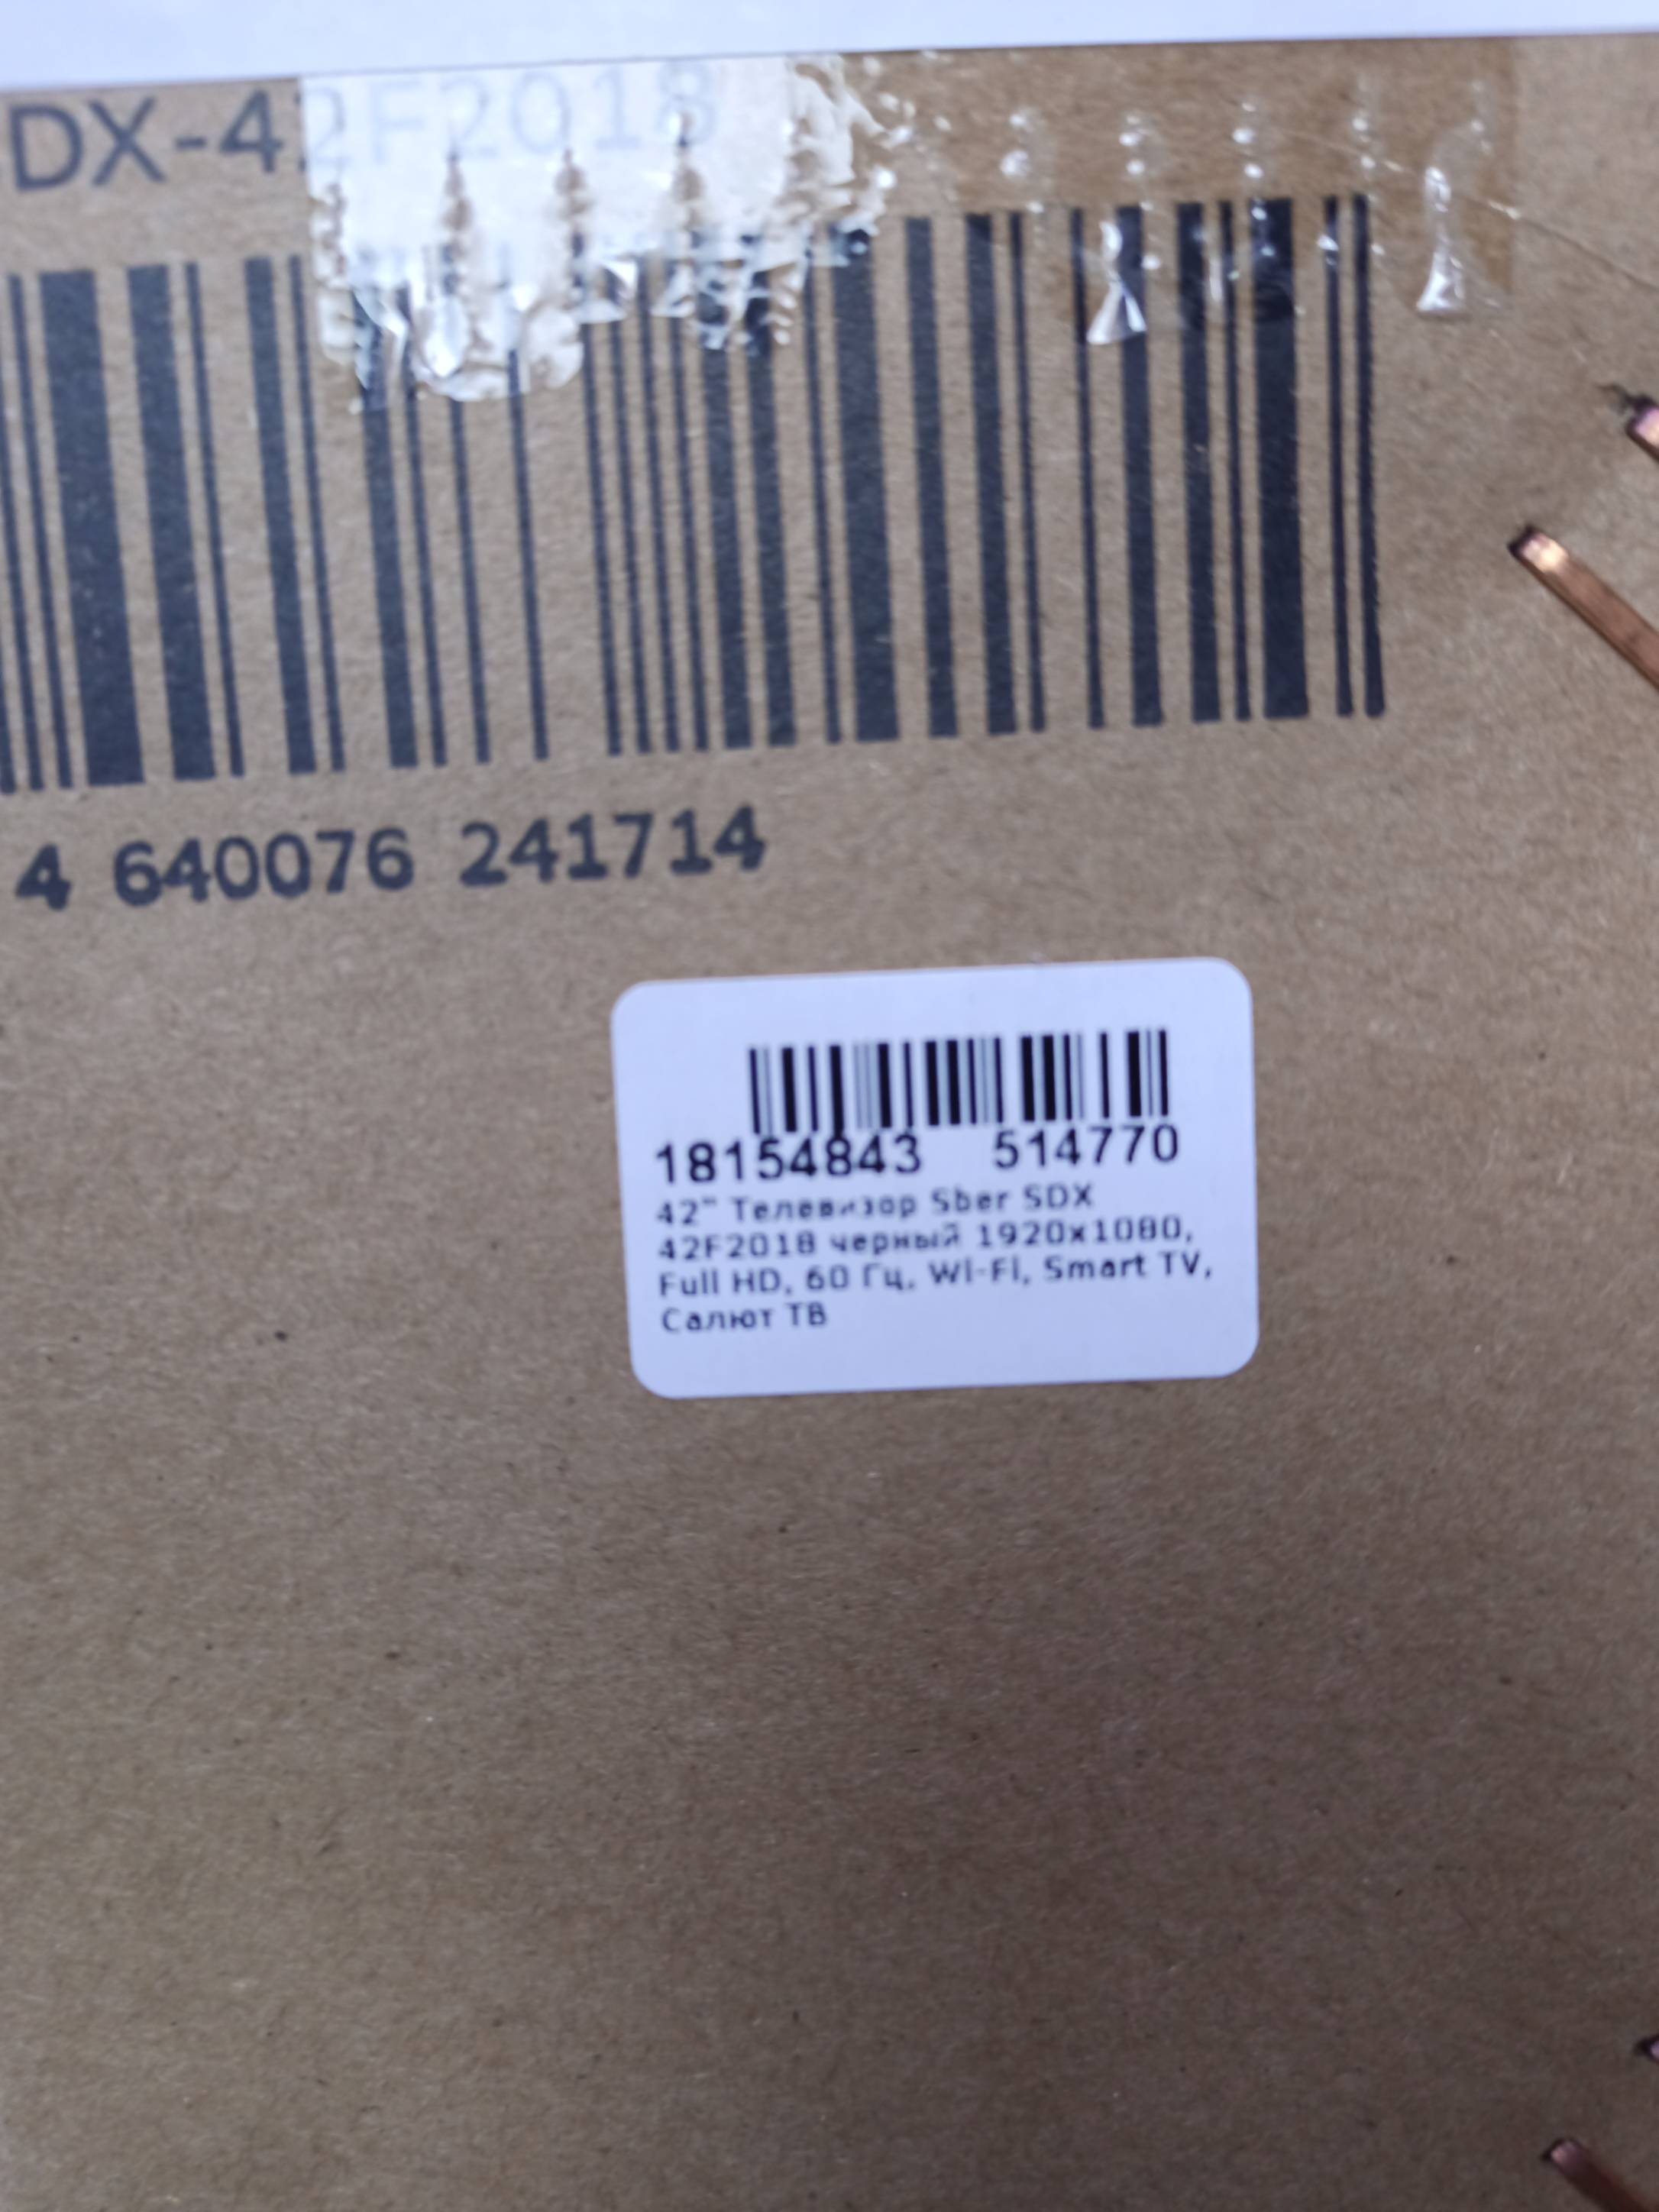 DX-42F2018
4 640076 241714
18154843 514770
42" Телевизор Sber SDX
42F2018 черный 1920x1080,
Full HD, 60 Гц, Wi-Fi, Smart TV,
Салют ТВ